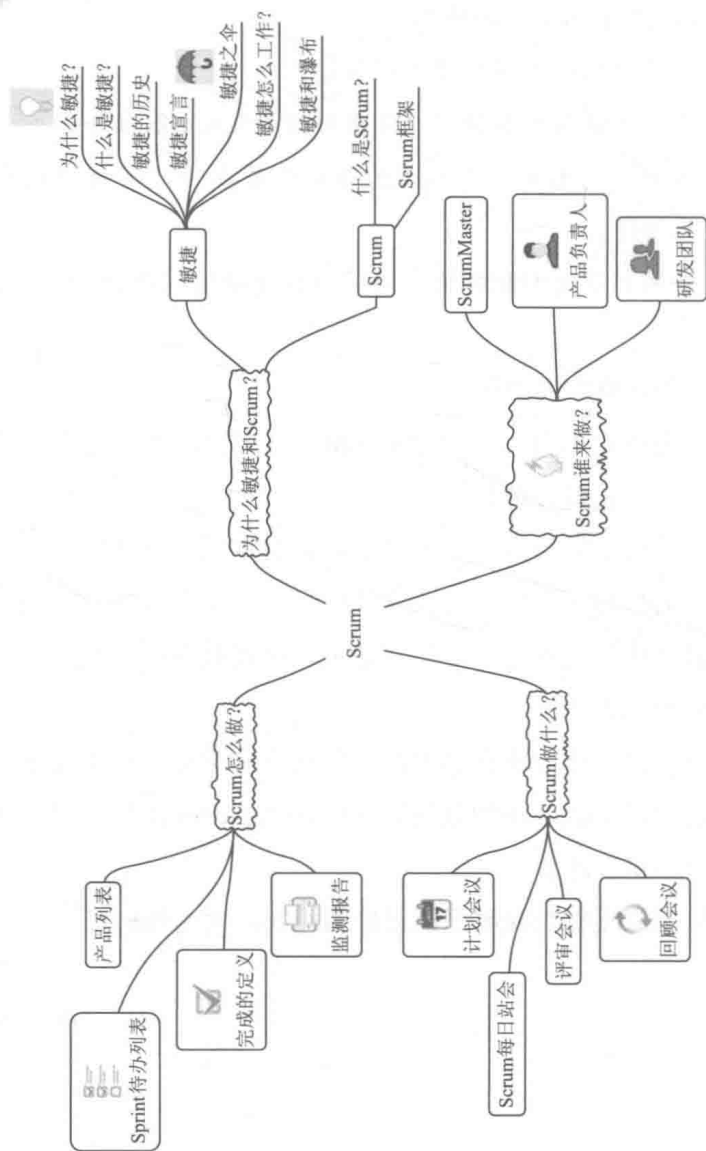 Scrum
为什么敏捷和Scrum?
敏捷
为什么敏捷?
什么是敏捷?
敏捷的历史
敏捷宣言
敏捷之伞
敏捷怎么工作?
敏捷和瀑布
Scrum
什么是Scrum?
Scrum框架
Scrum谁来做?
ScrumMaster
产品负责人
研发团队
Scrum怎么做?
产品列表
Sprint待办列表
完成的定义
监测报告
Scrum做什么?
计划会议
17
Scrum每日站会
评审会议
回顾会议